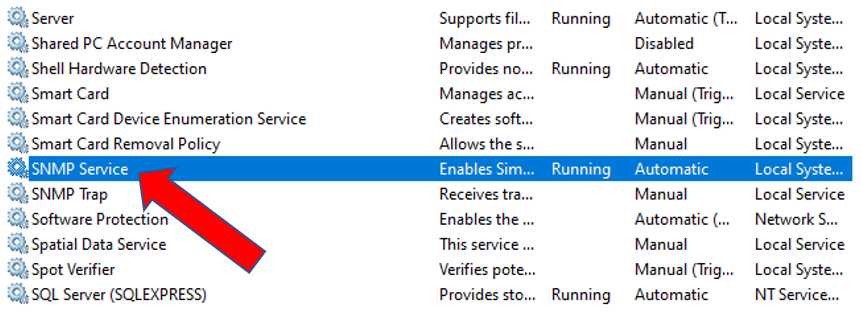 Server Supports fil... Running Automatic (T... Local Syste...
Shared PC Account Manager Manages pr... Disabled Local Syste...
Shell Hardware Detection Provides no... Running Automatic Local Syste...
Smart Card Manages ac... Manual (Trig... Local Service
Smart Card Device Enumeration Service Creates soft... Manual (Trig... Local Syste...
Smart Card Removal Policy Allows the s... Manual Local Syste...
SNMP Service Enables Sim... Running Automatic Local Syste...
SNMP Trap Receives tra... Manual Local Service
Software Protection Enables the ... Automatic (... Network S...
Spatial Data Service This service ... Manual Local Service
Spot Verifier Verifies pote... Manual (Trig... Local Syste...
SQL Server (SQLEXPRESS) Provides sto... Running Automatic NT Service...